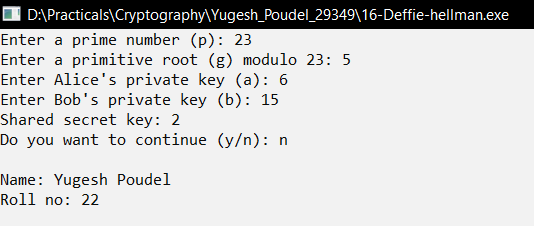 D:\Practicals\Cryptography\Yugesh_Poudel_29349\16-Deffie-hellman.exe
Enter a prime number (p): 23
Enter a primitive root (g) modulo 23: 5
Enter Alice's private key (a): 6
Enter Bob's private key (b): 15
Shared secret key: 2
Do you want to continue (y/n): n
Name: Yugesh Poudel
Roll no: 22